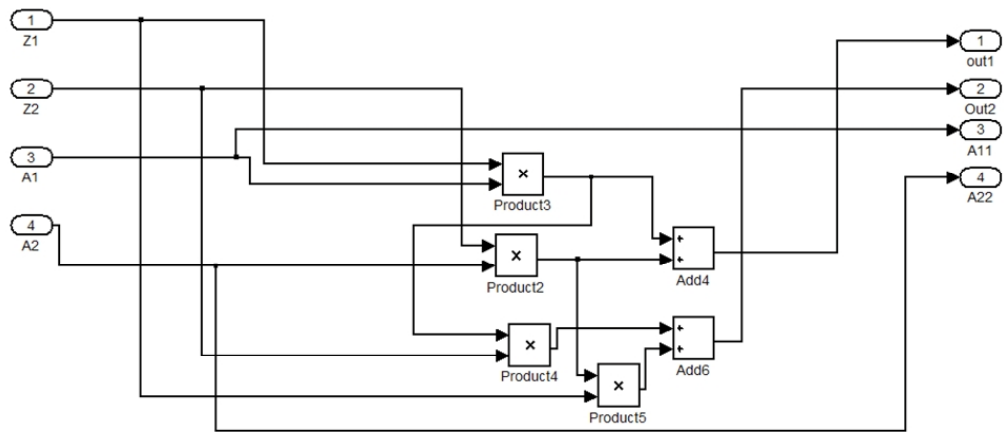 1
Z1
2
Z2
3
A1
4
A2
×
Product3
×
Product2
×
Product4
×
Product5
+
+
Add4
+
+
Add6
1
out1
2
Out2
3
A11
4
A22